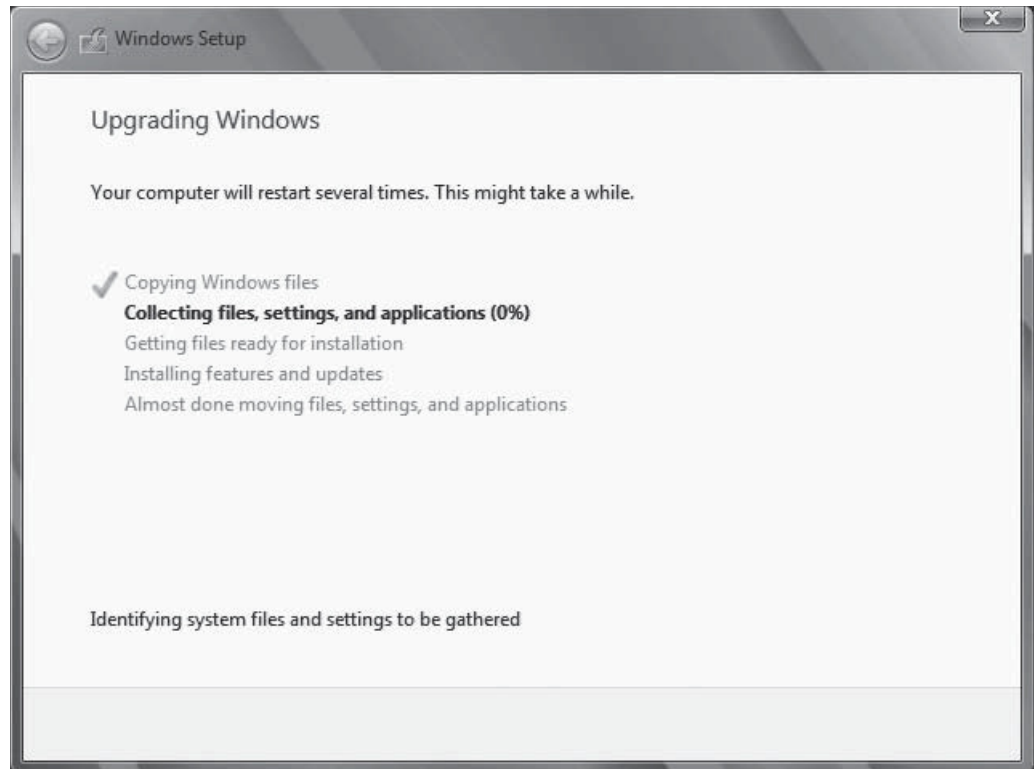 Windows Setup
Upgrading Windows
Your computer will restart several times. This might take a while.
Copying Windows files
Collecting files, settings, and applications (0%)
Getting files ready for installation
Installing features and updates
Almost done moving files, settings, and applications
Identifying system files and settings to be gathered